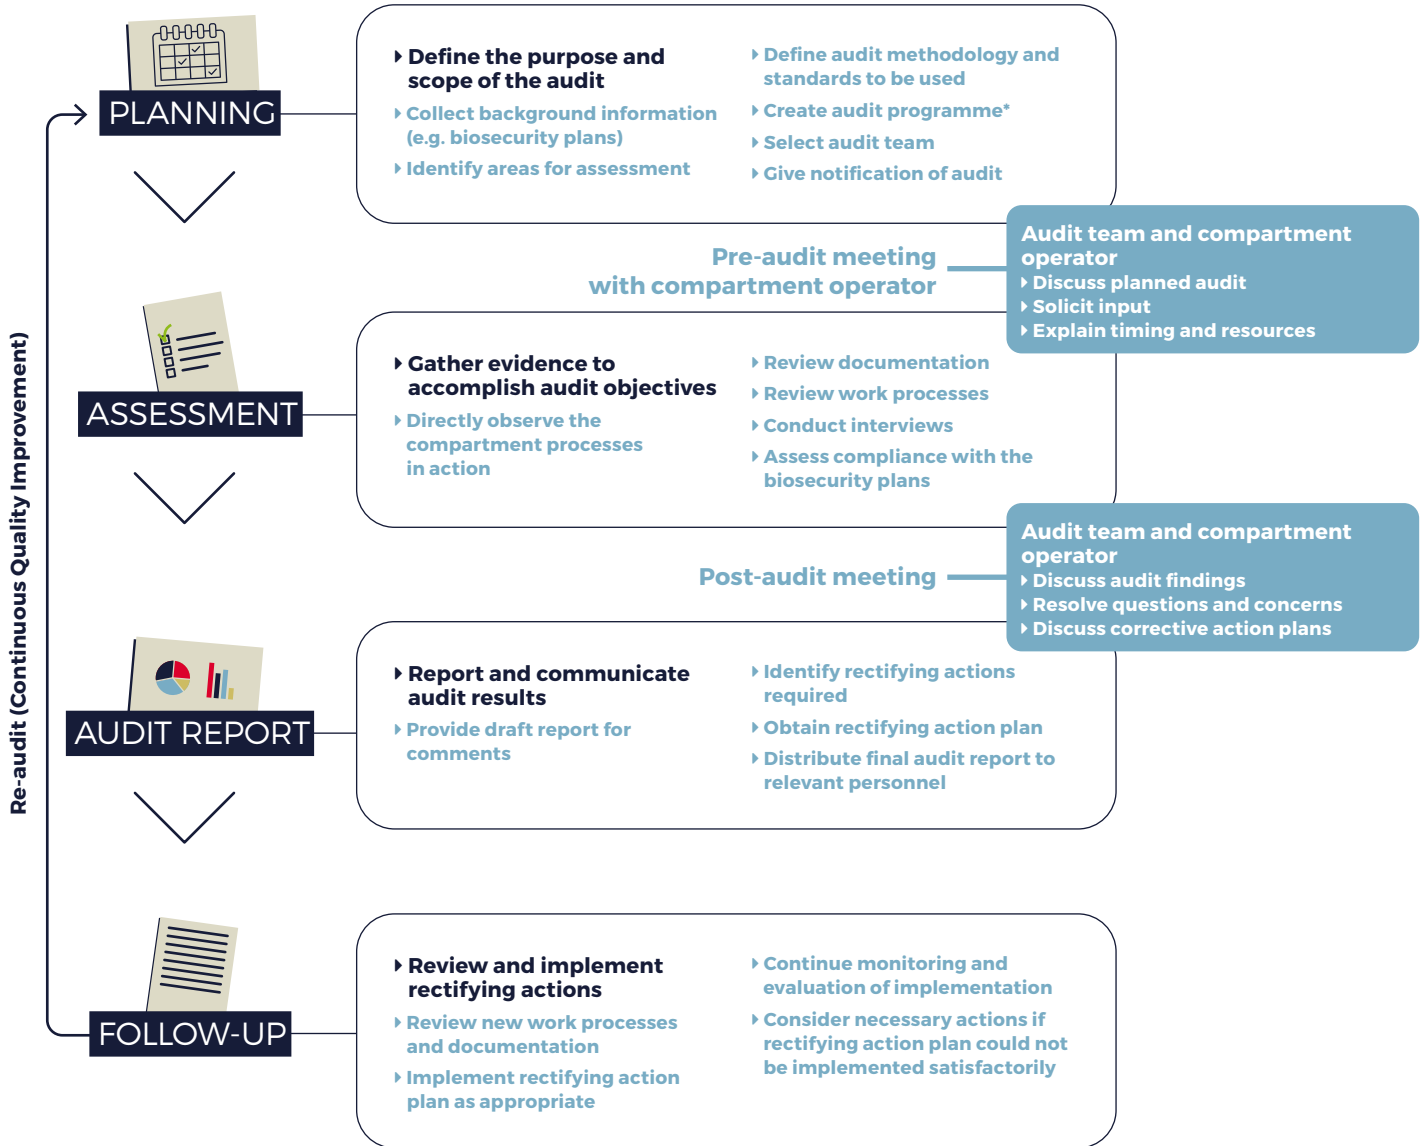 PLANNING
Define the purpose and
scope of the audit
Collect background information
(e.g. biosecurity plans)
Identify areas for assessment
Define audit methodology and
standards to be used
Create audit programme*
Select audit team
Give notification of audit
Pre-audit meeting
with compartment operator
Audit team and compartment
operator
Discuss planned audit
Solicit input
Explain timing and resources
ASSESSMENT
Gather evidence to
accomplish audit objectives
Directly observe the
compartment processes
in action
Review documentation
Review work processes
Conduct interviews
Assess compliance with the
biosecurity plans
Post-audit meeting
Audit team and compartment
operator
Discuss audit findings
Resolve questions and concerns
Discuss corrective action plans
AUDIT REPORT
Report and communicate
audit results
Provide draft report for
comments
Identify rectifying actions
required
Obtain rectifying action plan
Distribute final audit report to
relevant personnel
FOLLOW-UP
Review and implement
rectifying actions
Review new work processes
and documentation
Implement rectifying action
plan as appropriate
Continue monitoring and
evaluation of implementation
Consider necessary actions if
rectifying action plan could not
be implemented satisfactorily
Re-audit (Continuous Quality Improvement)